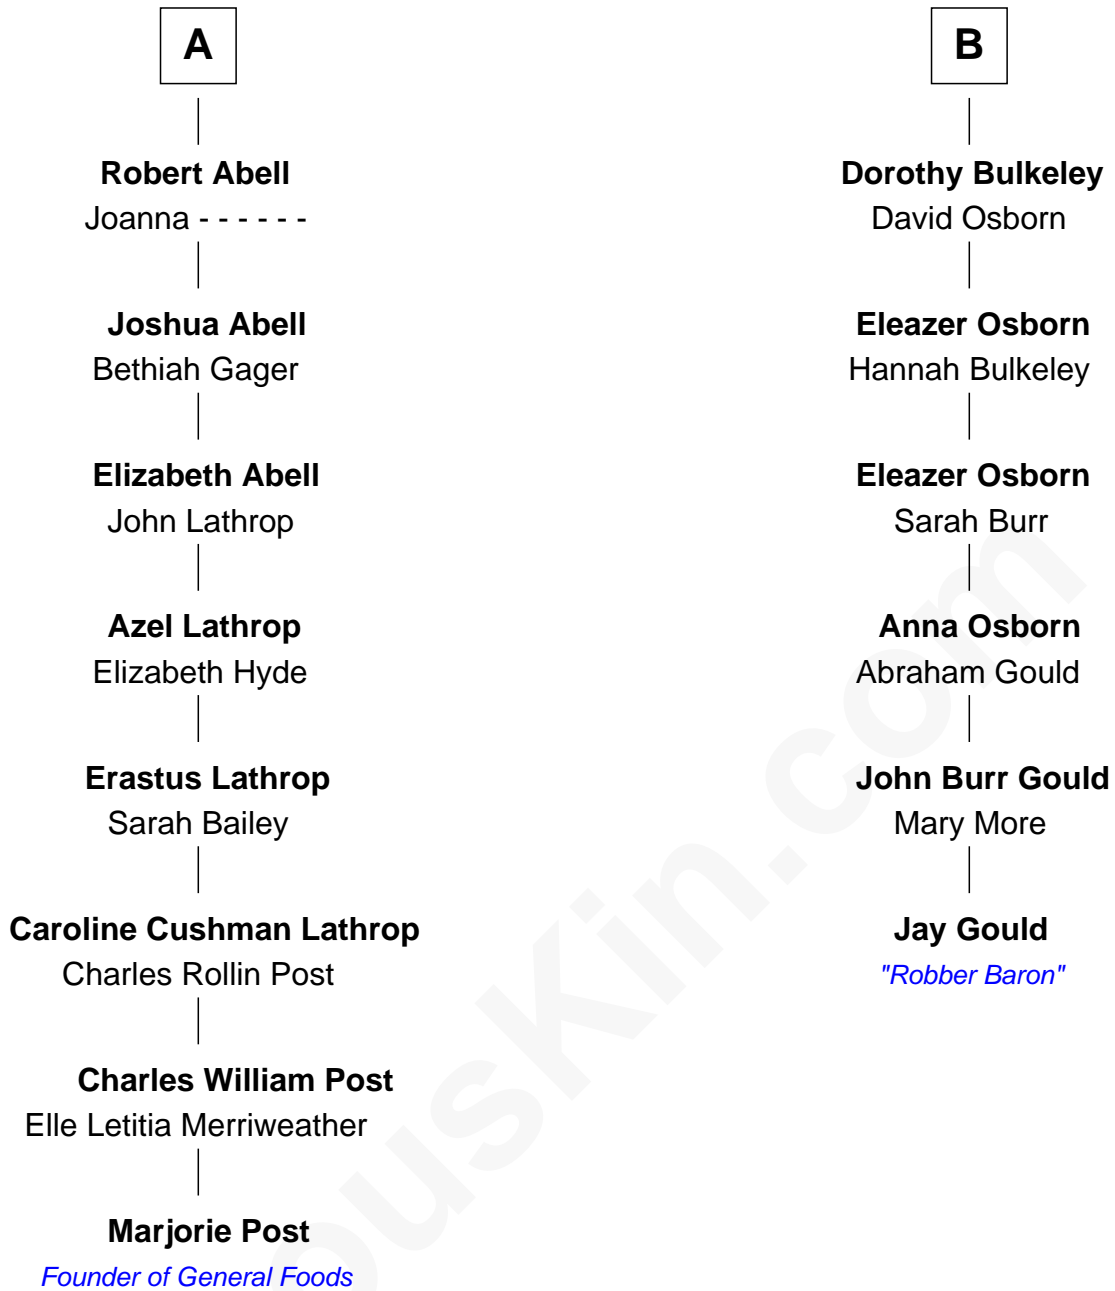 A
Robert Abell
Joanna - - - - - -
Joshua Abell
Bethiah Gager
Elizabeth Abell
John Lathrop
Azel Lathrop
Elizabeth Hyde
Erastus Lathrop
Sarah Bailey
Caroline Cushman Lathrop
Charles Rollin Post
Charles William Post
Elle Letitia Merriweather
Marjorie Post
Founder of General Foods
B
Dorothy Bulkeley
David Osborn
Eleazer Osborn
Hannah Bulkeley
Eleazer Osborn
Sarah Burr
Anna Osborn
Abraham Gould
John Burr Gould
Mary More
Jay Gould
"Robber Baron"
ousKin.com